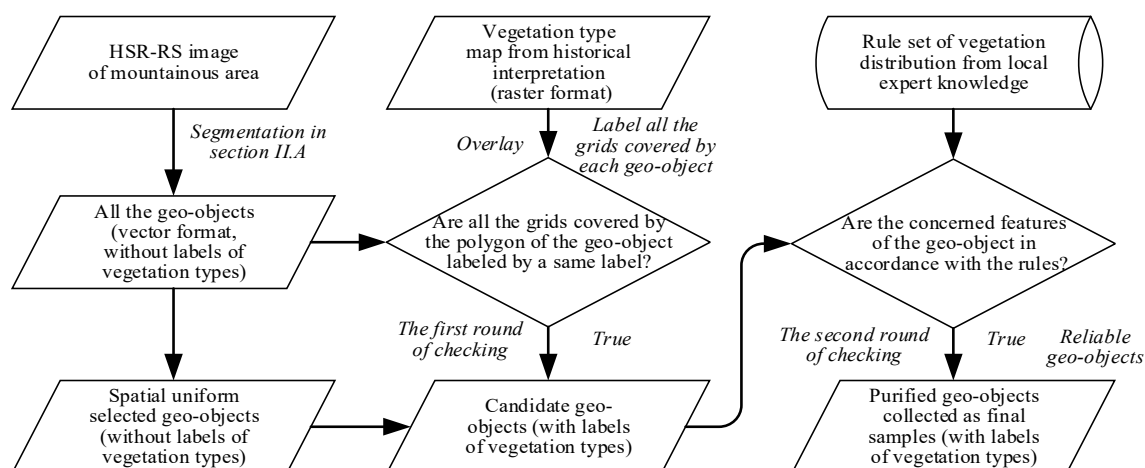 HSR-RS image
of mountainous area
Vegetation type
map from historical
interpretation
(raster format)
Rule set of vegetation
distribution from local
expert knowledge
Segmentation in
section II.A
Overlay
Label all the
grids covered by
each geo-object
All the geo-objects
(vector format,
without labels of
vegetation types)
Are all the grids covered by
the polygon of the geo-object
labeled by a same label?
Are the concerned features
of the geo-object in
accordance with the rules?
The first round
of checking
True
The second round
of checking
True
Reliable
geo-objects
Spatial uniform
selected geo-objects
(without labels of
vegetation types)
Candidate geo-
objects (with labels
of vegetation types)
Purified geo-objects
collected as final
samples (with labels
of vegetation types)